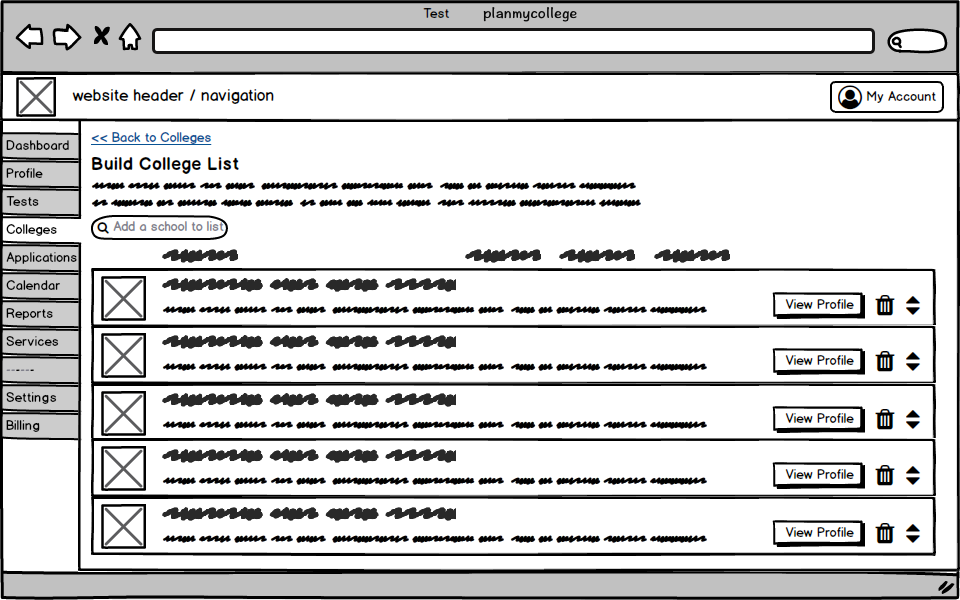 Test planmycollege
website header / navigation
My Account
Dashboard
Profile
Tests
Colleges
Applications
Calendar
Reports
Services
Settings
Billing
<< Back to Colleges
Build College List
Add a school to list
View Profile
View Profile
View Profile
View Profile
View Profile